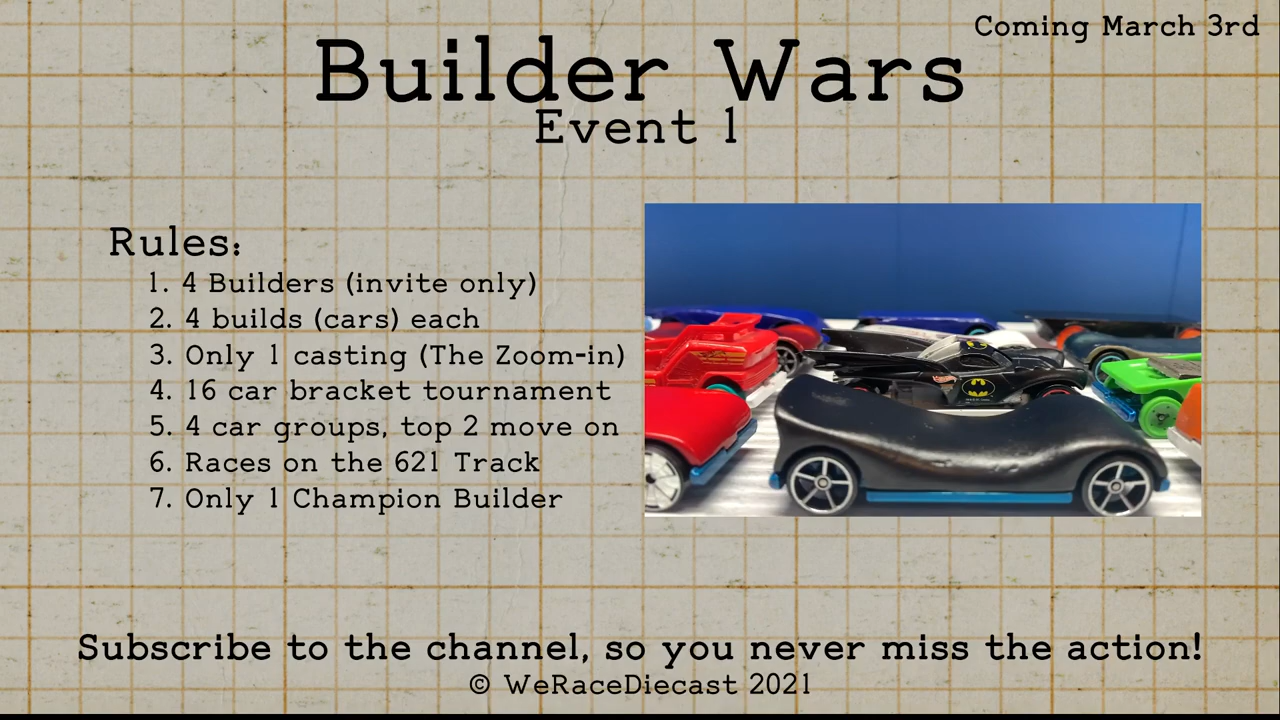 Coming March 3rd
Builder Wars
Event 1
Rules:
1. 4 Builders (invite only)
2. 4 builds (cars) each
3. Only 1 casting (The Zoom-in)
4. 16 car bracket tournament
5. 4 car groups, top 2 move on
6. Races on the 621 Track
7. Only 1 Champion Builder
Subscribe to the channel, so you never miss the action!
© WeRaceDiecast 2021